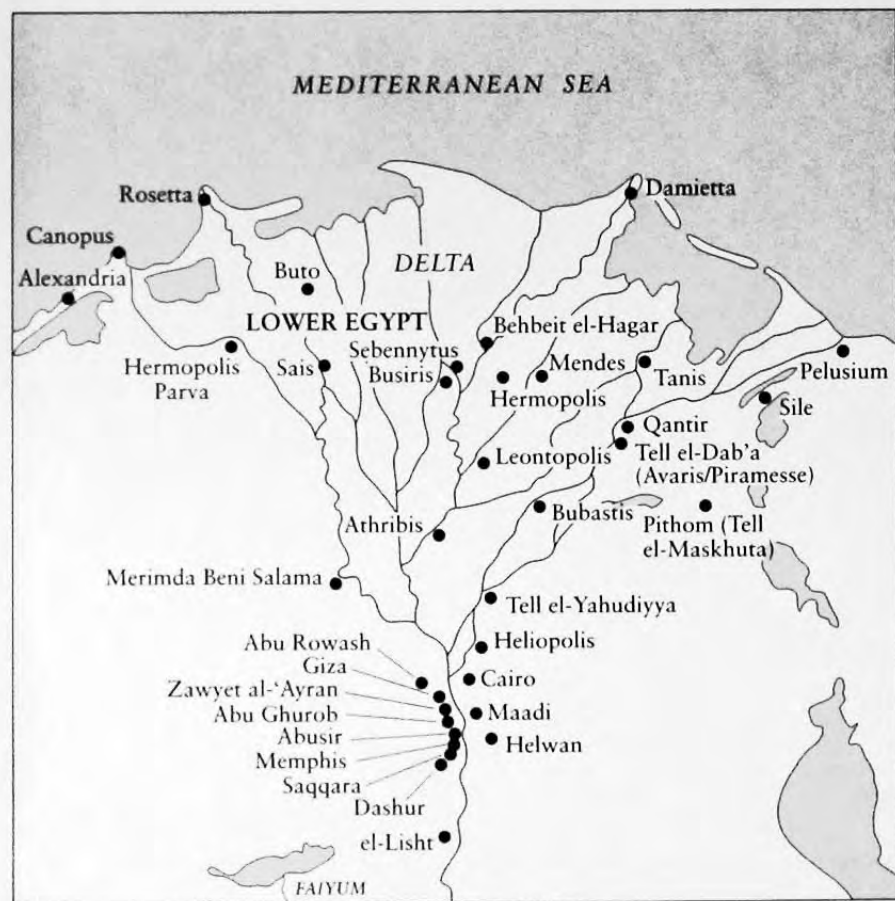 MEDITERRANEAN SEA
Rosetta
Damietta
Canopus
Alexandria
Buto
DELTA
LOWER EGYPT
Behbeit el-Hagar
Hermopolis
Parva
Sais
Sebennytus
Busiris
Mendes
Hermopolis
Tanis
Pelusium
Sile
Qantir
Leontopolis
Tell el-Dab'a
(Avaris/Piramesse)
Bubastis
Pithom (Tell
el-Maskhuta)
Athribis
Merimda Beni Salama
Tell el-Yahudiyya
Heliopolis
Abu Rowash
Giza
Cairo
Zawyet al-‘Ayran
Abu Ghurob
Maadi
Abusir
Helwan
Memphis
Saqqara
Dashur
el-Lisht
FAIYUM